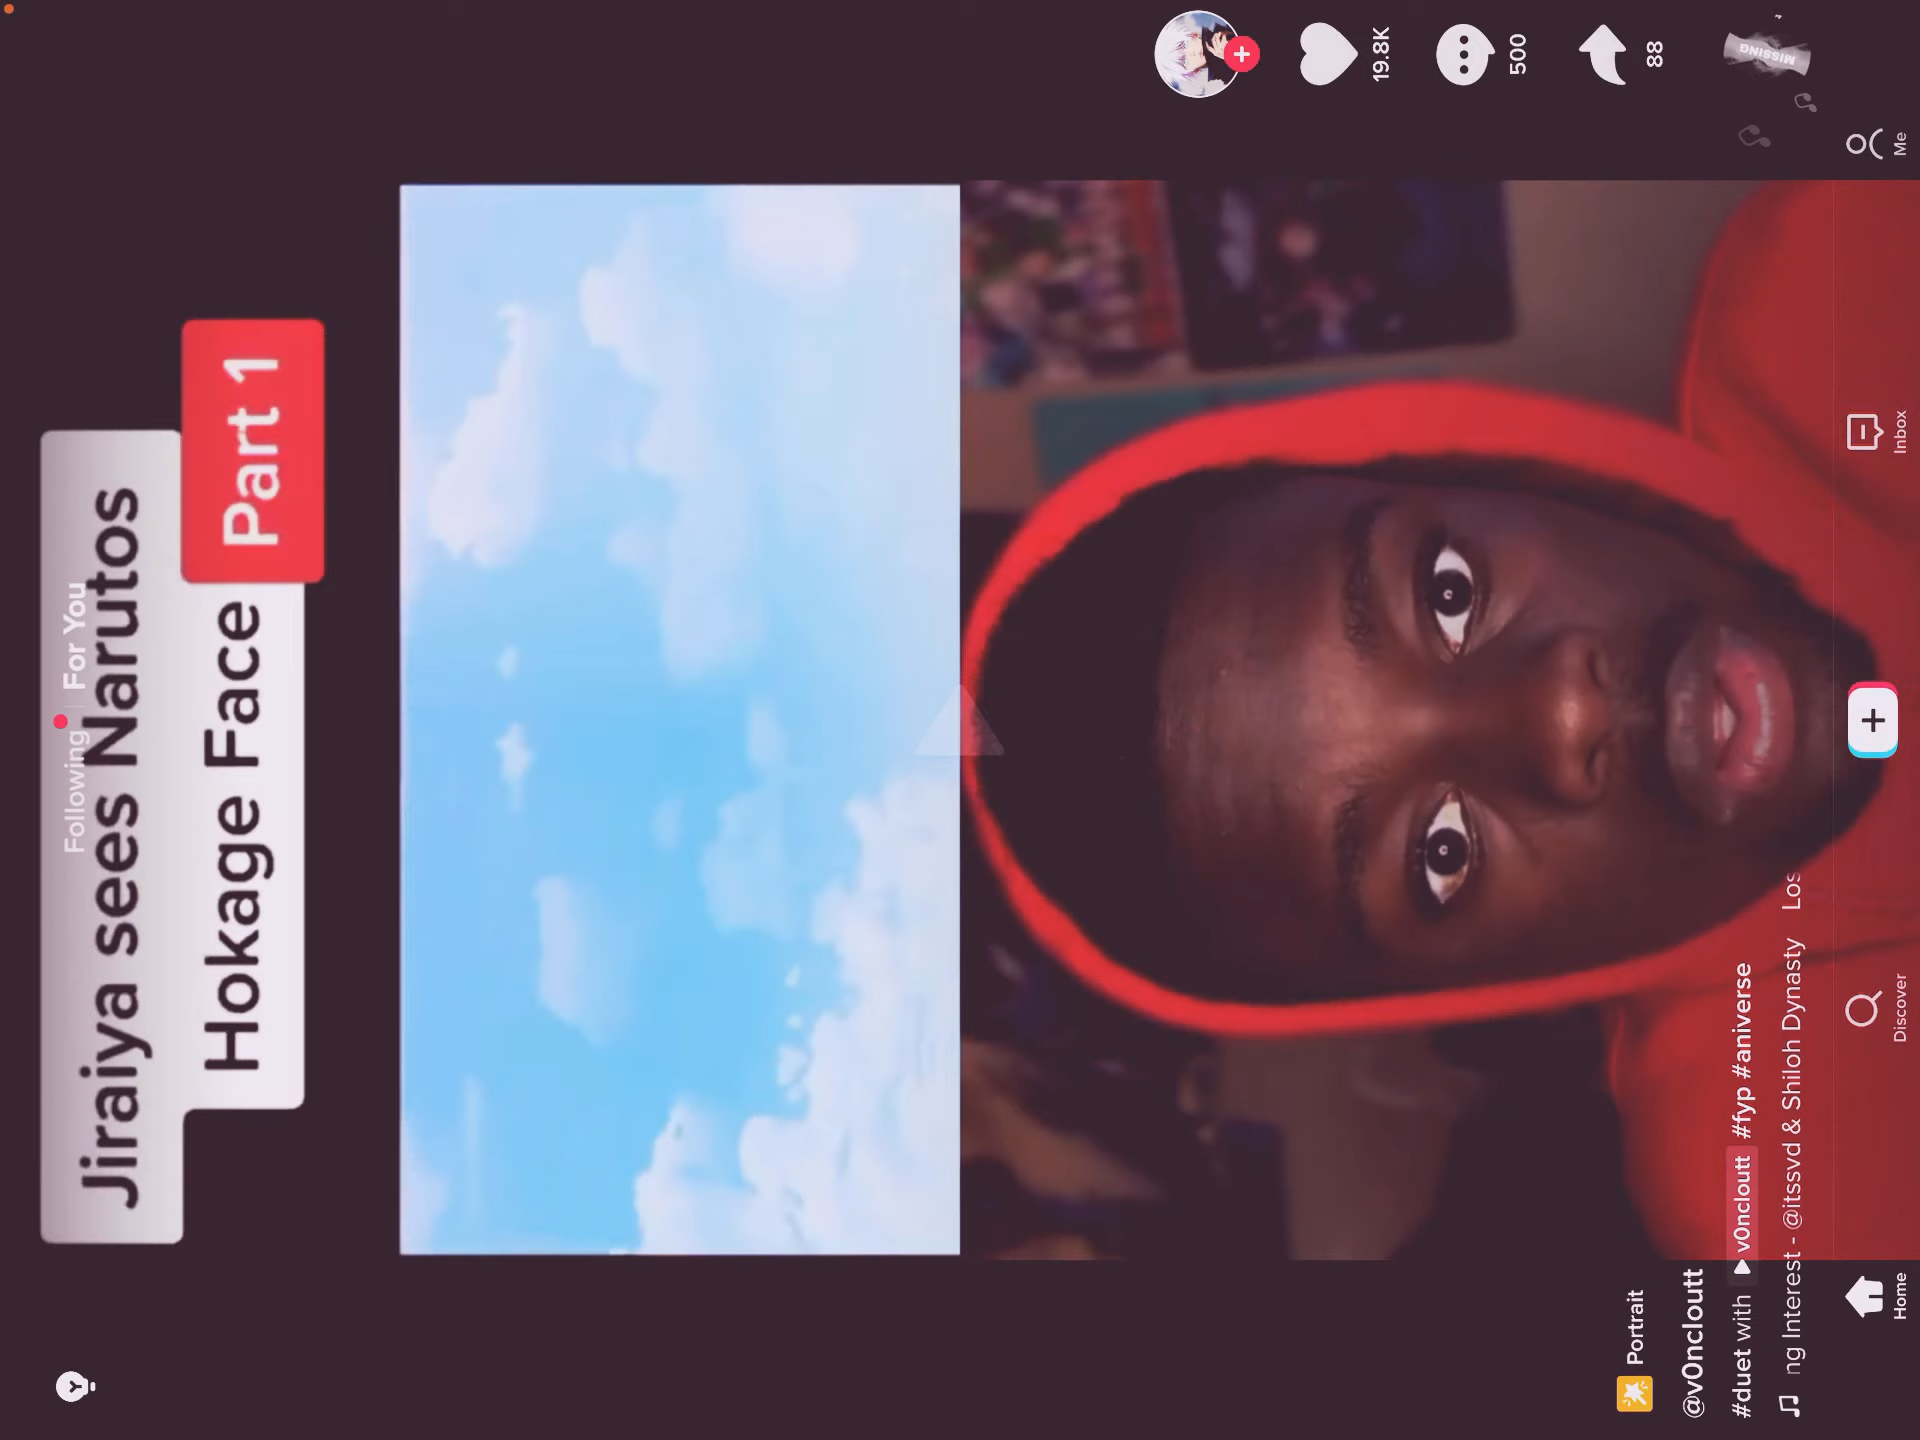 Following
For You
Jiraiya sees Narutos
Hokage Face
Part 1
19.8K
500
88
MISSING
Portrait
@v0ncloutt
#duet with v0ncloutt #fyp #aniverse
ng Interest - @itssvd & Shiloh Dynasty Los
Home
Discover
Inbox
Me